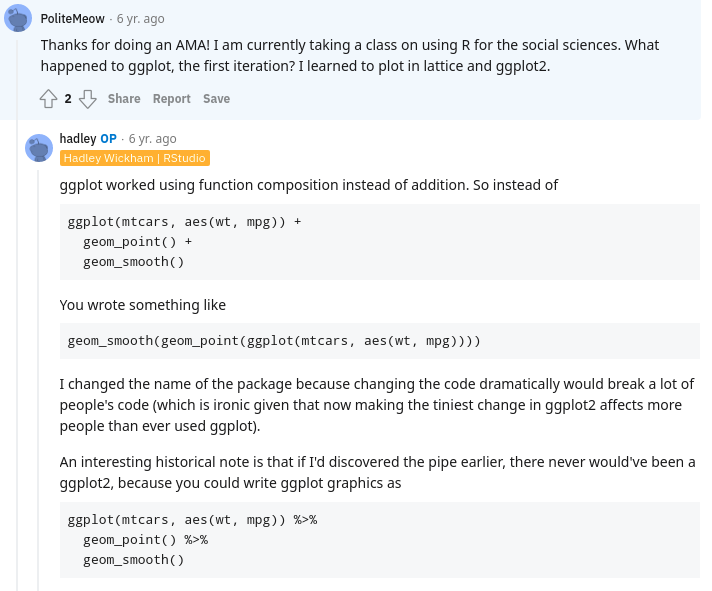 PoliteMeow · 6 yr. ago
Thanks for doing an AMA! I am currently taking a class on using R for the social sciences. What
happened to ggplot, the first iteration? I learned to plot in lattice and ggplot2.
2 Share Report Save
hadley OP · 6 yr. ago
Hadley Wickham | RStudio
ggplot worked using function composition instead of addition. So instead of
ggplot(mtcars, aes(wt, mpg)) +
  geom_point() +
  geom_smooth()
You wrote something like
geom_smooth(geom_point(ggplot(mtcars, aes(wt, mpg))))
I changed the name of the package because changing the code dramatically would break a lot of
people's code (which is ironic given that now making the tiniest change in ggplot2 affects more
people than ever used ggplot).
An interesting historical note is that if I'd discovered the pipe earlier, there never would've been a
ggplot2, because you could write ggplot graphics as
ggplot(mtcars, aes(wt, mpg)) %>%
  geom_point() %>%
  geom_smooth()